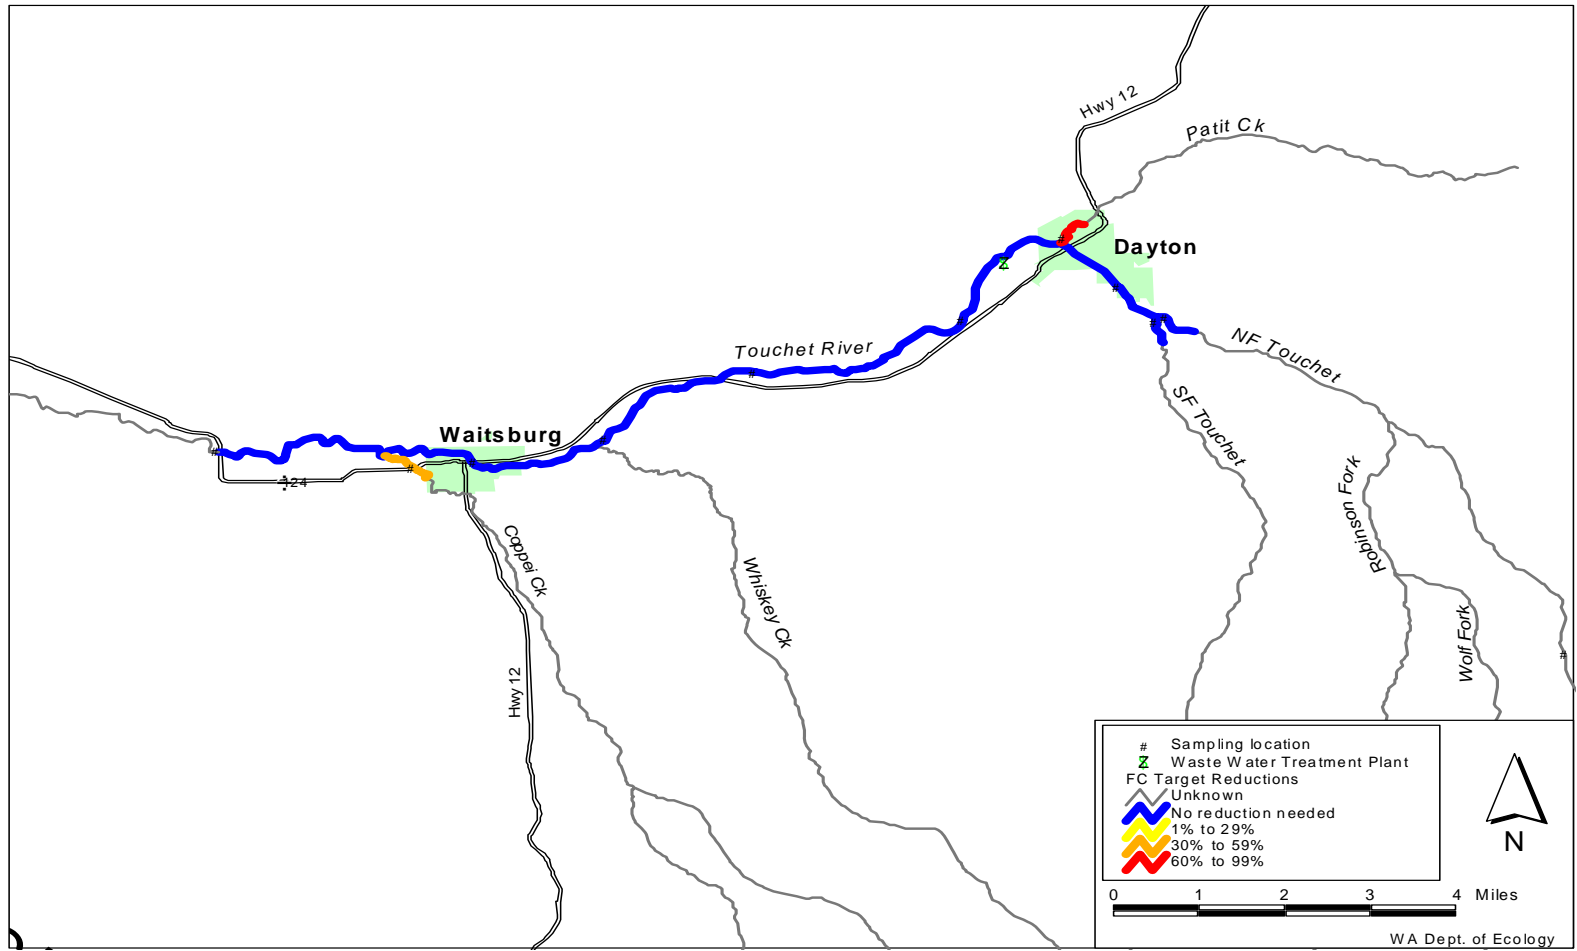 Hwy 12
Patit Ck
Dayton
NF Touchet
Touchet River
SF Touchet
Waitsburg
124
Robinson Fork
Coppei Ck
Whiskey Ck
Wolf Fork
Hwy 12
# Sampling location
Waste Water Treatment Plant
FC Target Reductions
Unknown
No reduction needed
1% to 29%
30% to 59%
60% to 99%
N
0 1 2 3 4 Miles
WA Dept. of Ecology